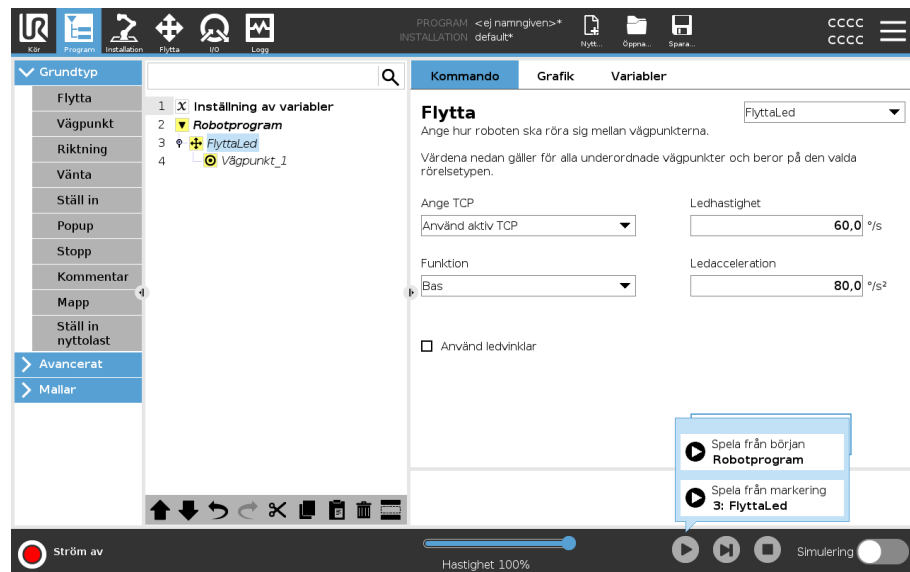 UR
Kör
Program
Installation
Flytta
I/O
Logg
PROGRAM <ej namngiven>*
INSTALLATION default*
Nytt...
Öppna...
Spara...
CCCC
CCCC
Grundtyp
Flytta
Vägpunkt
Riktning
Vänta
Ställ in
Popup
Stopp
Kommentar
Mapp
Ställ in
nyttolast
Avancerat
Mallar
1 X Inställning av variabler
2 Robotprogram
3 FlyttaLed
4 Vägpunkt_1
Kommando Grafik Variabler
Flytta
FlyttaLed
Ange hur roboten ska röra sig mellan vägpunkterna.
Värdena nedan gäller för alla underordnade vägpunkter och beror på den valda
rörelsetypen.
Ange TCP
Använd aktiv TCP
Ledhastighet
60,0 °/s
Funktion
Bas
Ledacceleration
80,0 °/s²
Använd ledvinklar
Spela från början
Robotprogram
Spela från markering
3: FlyttaLed
Ström av
Hastighet 100%
Simulering